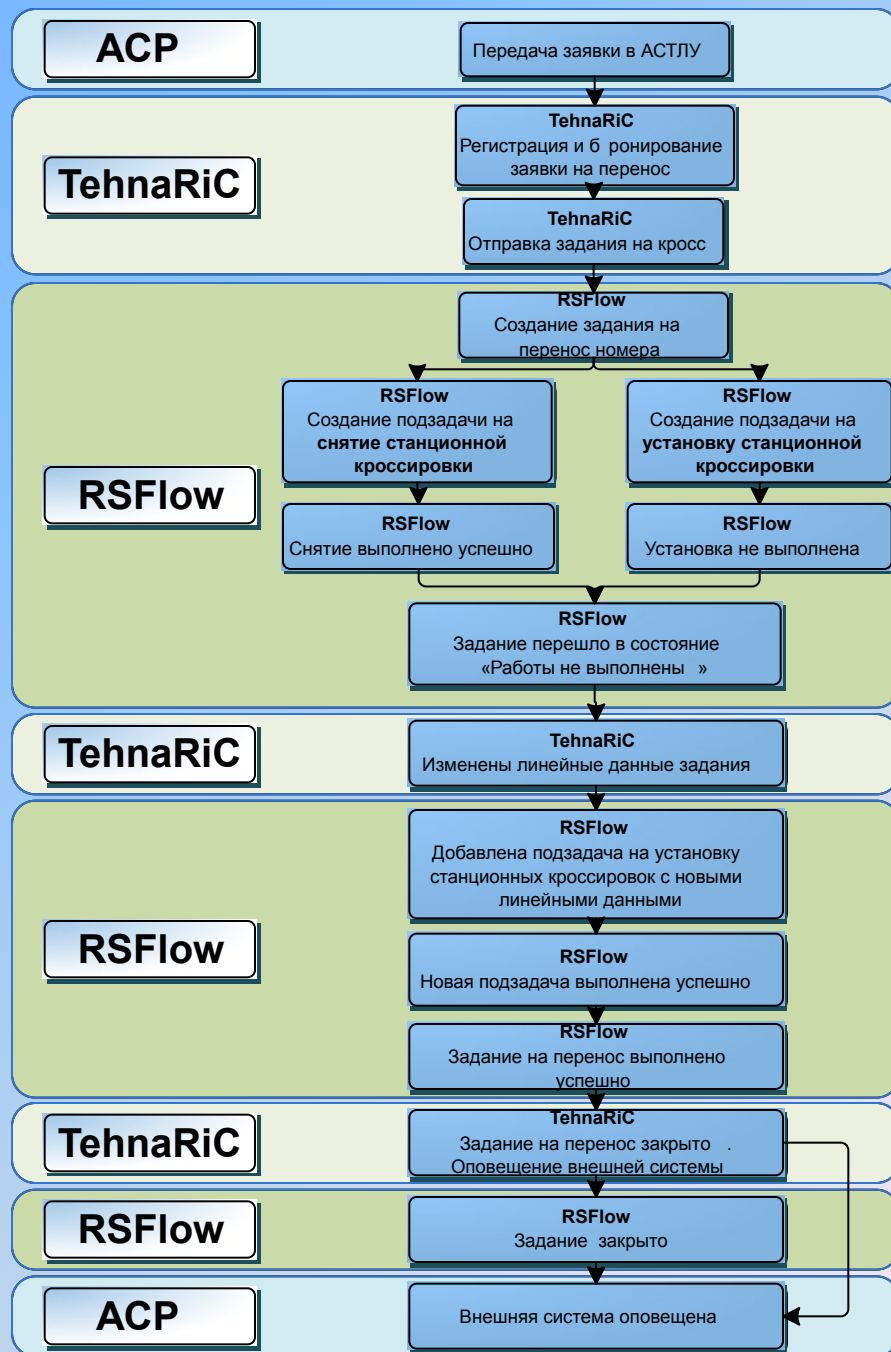 АСР
Передача заявки в АСТЛУ
TehnaRiC
TehnaRiC
Регистрация и б ронирование
заявки на перенос
TehnaRiC
Отправка задания на кросс
RSFlow
RSFlow
Создание задания на
перенос номера
RSFlow
Создание подзадачи на
снятие станционной
кроссировки
RSFlow
Создание подзадачи на
установку станционной
кроссировки
RSFlow
Снятие выполнено успешно
RSFlow
Установка не выполнена
RSFlow
Задание перешло в состояние
«Работы не выполнены »
TehnaRiC
TehnaRiC
Изменены линейные данные задания
RSFlow
RSFlow
Добавлена подзадача на установку
станционных кроссировок с новыми
линейными данными
RSFlow
Новая подзадача выполнена успешно
RSFlow
Задание на перенос выполнено
успешно
TehnaRiC
TehnaRiC
Задание на перенос закрыто .
Оповещение внешней системы
RSFlow
RSFlow
Задание закрыто
АСР
Внешняя система оповещена